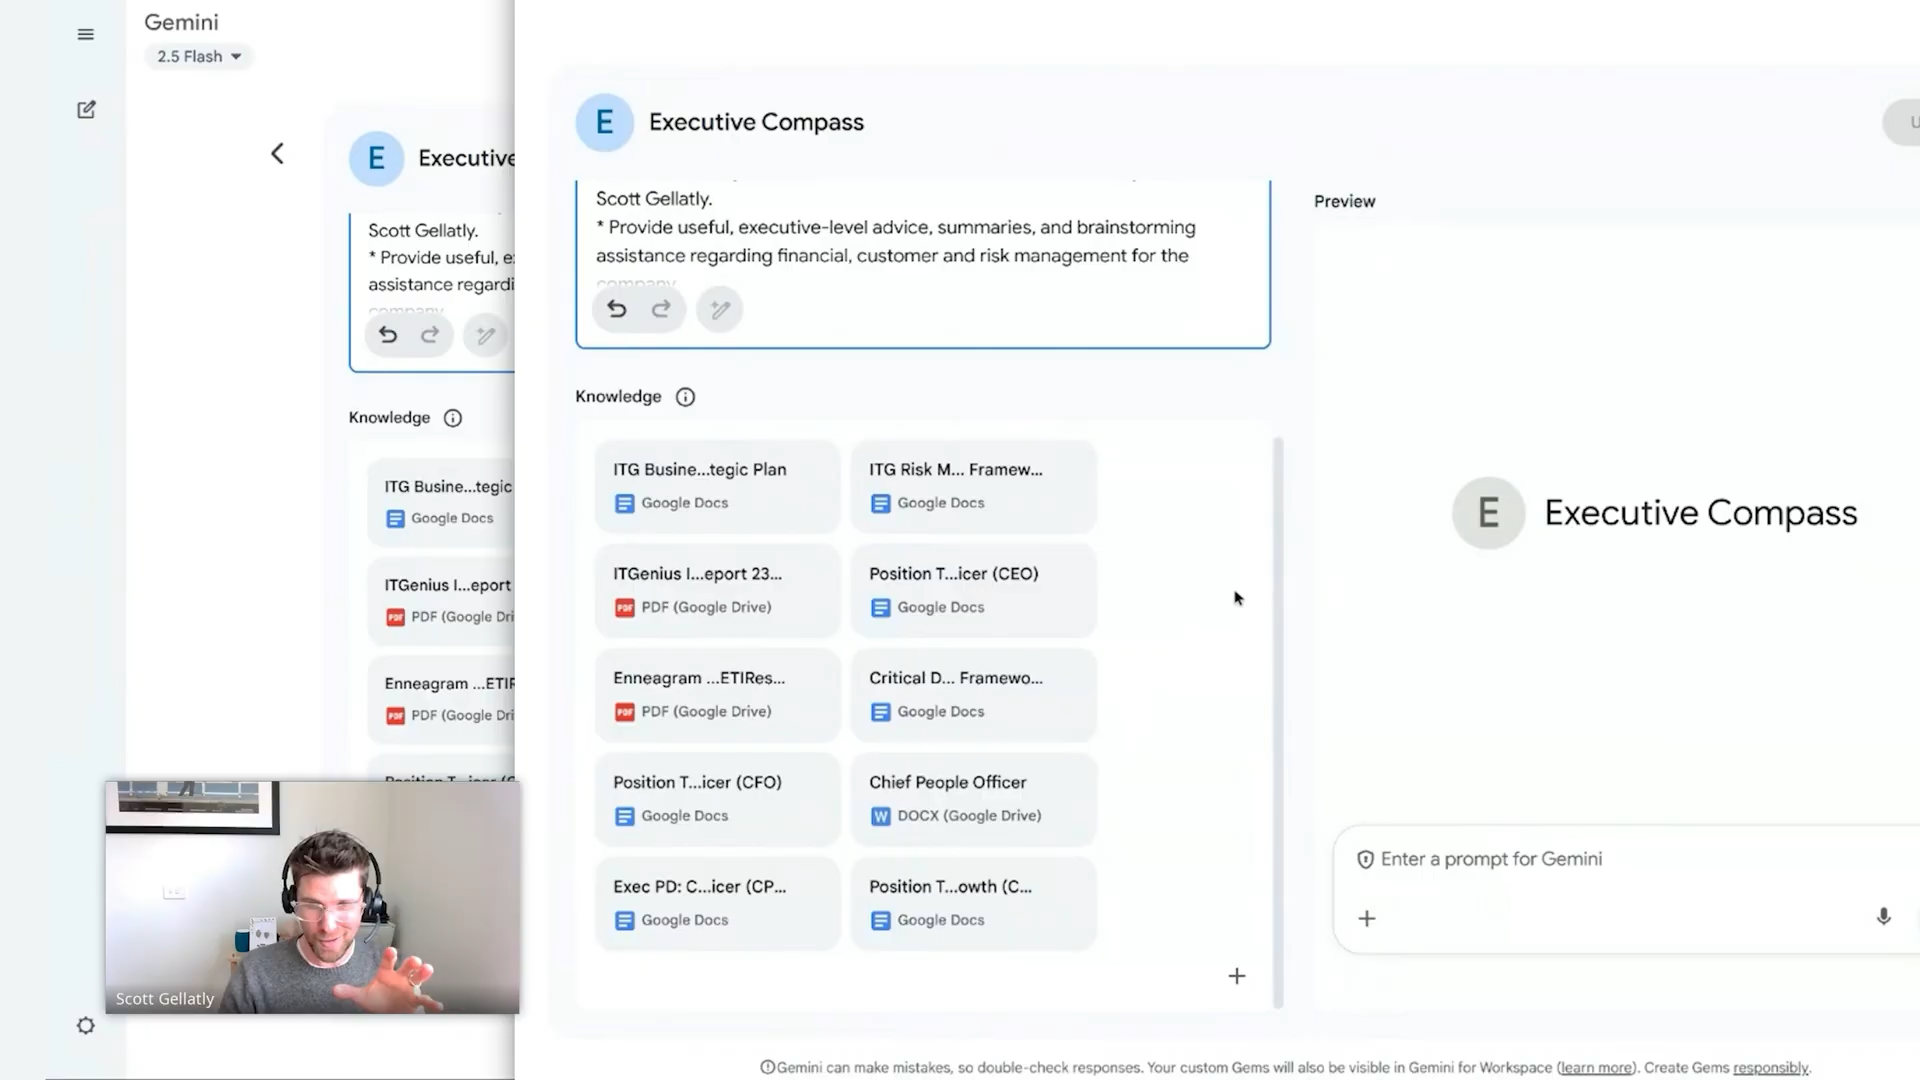 Gemini
2.5 Flash
E
Executive
Scott Gellatly.
* Provide useful, e
assistance regardi
company
Knowledge
ITG Busine...tegic
Google Docs
ITGenius I...eport
PDF (Google Dri
Enneagram ...ETIR
PDF (Google Dri
Scott Gellatly
E
Executive Compass
U
Scott Gellatly.
* Provide useful, executive-level advice, summaries, and brainstorming
assistance regarding financial, customer and risk management for the
company
Knowledge
ITG Busine...tegic Plan
Google Docs
ITG Risk M... Framew...
Google Docs
ITGenius I...eport 23...
PDF PDF (Google Drive)
Position T...icer (CEO)
Google Docs
Enneagram ...ETIRes...
PDF PDF (Google Drive)
Critical D... Framewo...
Google Docs
Position T...icer (CFO)
Google Docs
Chief People Officer
W DOCX (Google Drive)
Exec PD: C...icer (CP...
Google Docs
Position T...owth (C...
Google Docs
Preview
E
Executive Compass
Enter a prompt for Gemini
Gemini can make mistakes, so double-check responses. Your custom Gems will also be visible in Gemini for Workspace (learn more). Create Gems responsibly.